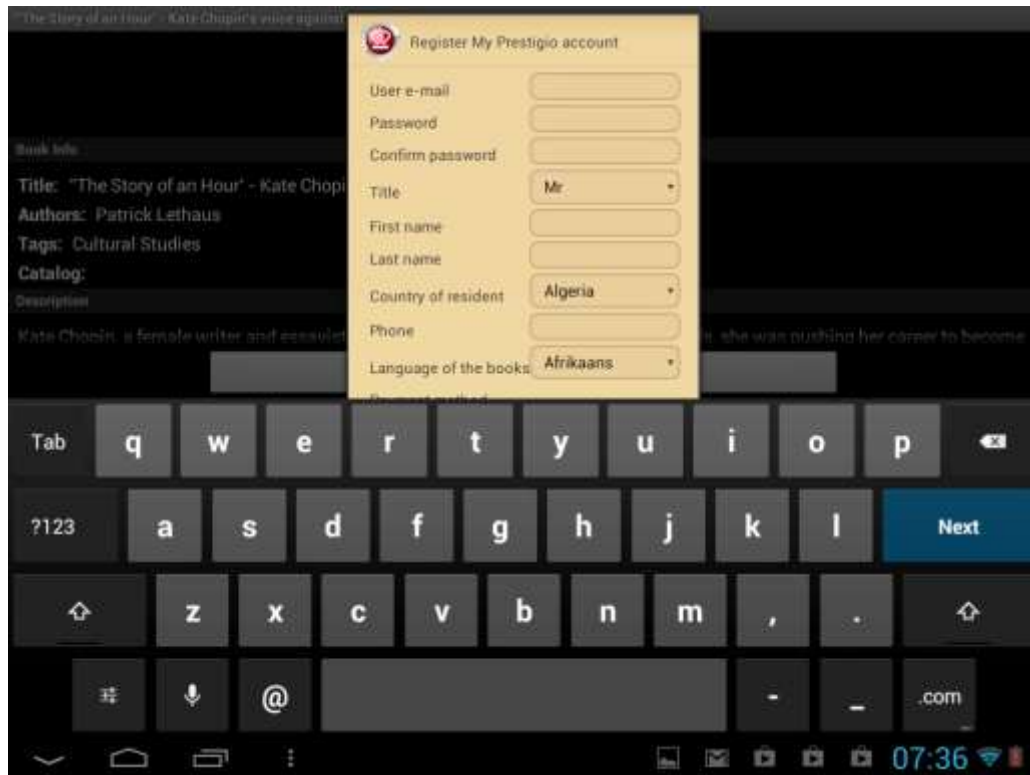 "The Story of an Hour' - Kate Chopin's voice against
Register My Prestigio account
User e-mail
Password
Confirm password
Title
Mr
First name
Last name
Country of resident
Algeria
Phone
Language of the books
Afrikaans
Payment method
Book Info
Title: "The Story of an Hour' - Kate Chopi
Authors: Patrick Lethaus
Tags: Cultural Studies
Catalog:
Description
Kate Chopin, a female writer and essayist
she was pushing her career to become
Tab q w e r t y u i o p
?123 a s d f g h j k l Next
z x c v b n m , .
@ - _ .com
07:36